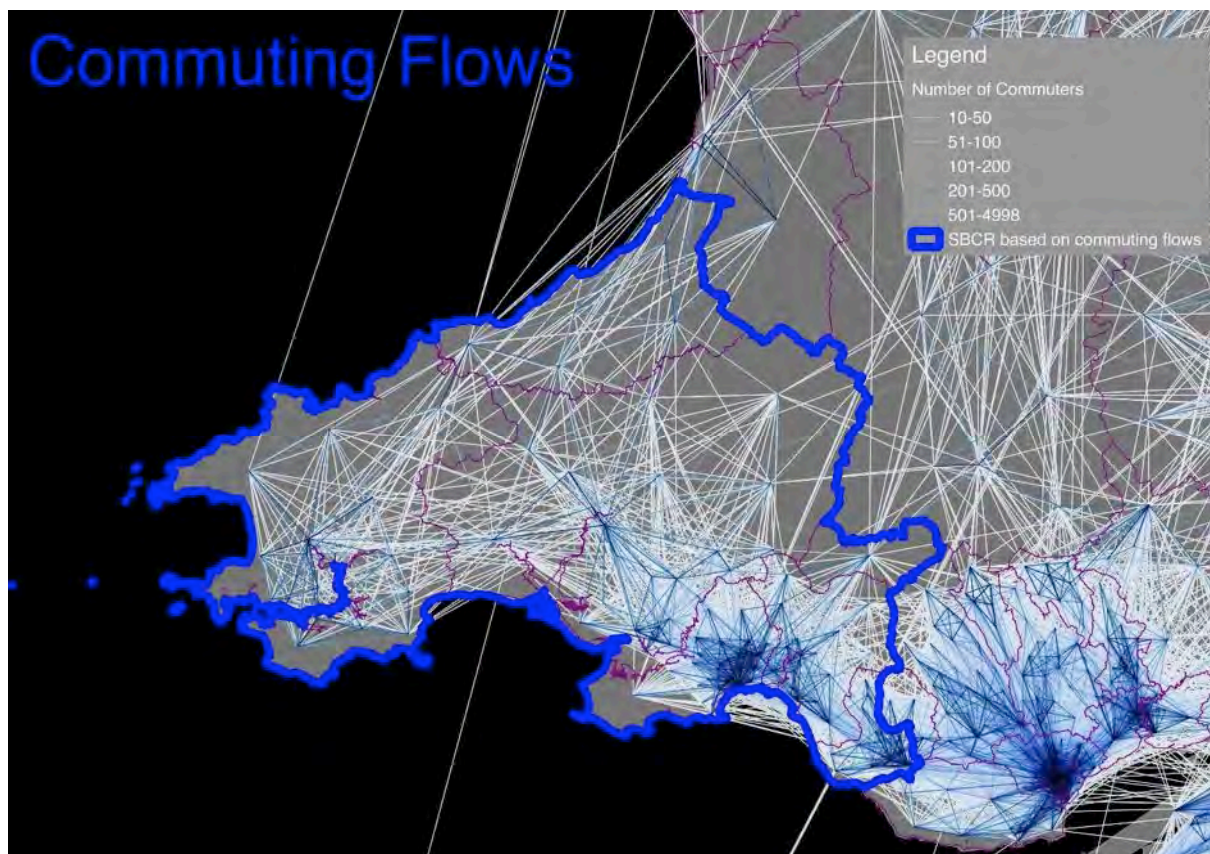 Commuting Flows
Legend
Number of Commuters
10-50
51-100
101-200
201-500
501-4998
SBCR based on commuting flows